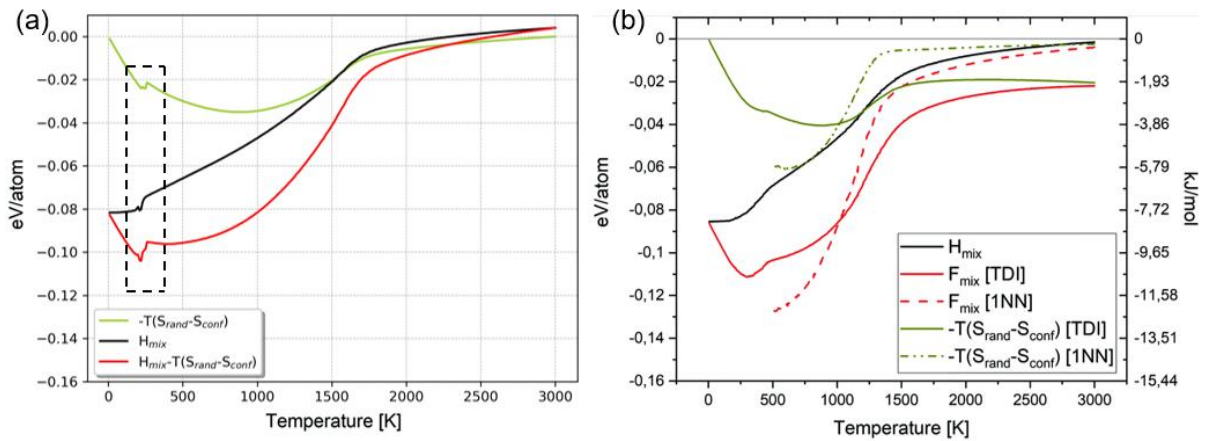 (a)
0.00
−0.02
−0.04
−0.06
−0.08
−0.10
−0.12
−0.14
−0.16
eV/atom
-T(Srand-Sconf)
Hmix
Hmix-T(Srand-Sconf)
0 500 1000 1500 2000 2500 3000
Temperature [K]
(b)
0
-0,02
-0,04
-0,06
-0,08
-0,1
-0,12
-0,14
-0,16
eV/atom
Hmix
Fmix [TDI]
Fmix [1NN]
-T(Srand-Sconf) [TDI]
-T(Srand-Sconf) [1NN]
0
-1,93
-3,86
-5,79
-7,72
-9,65
-11,58
-13,51
-15,44
kJ/mol
0 500 1000 1500 2000 2500 3000
Temperature [K]